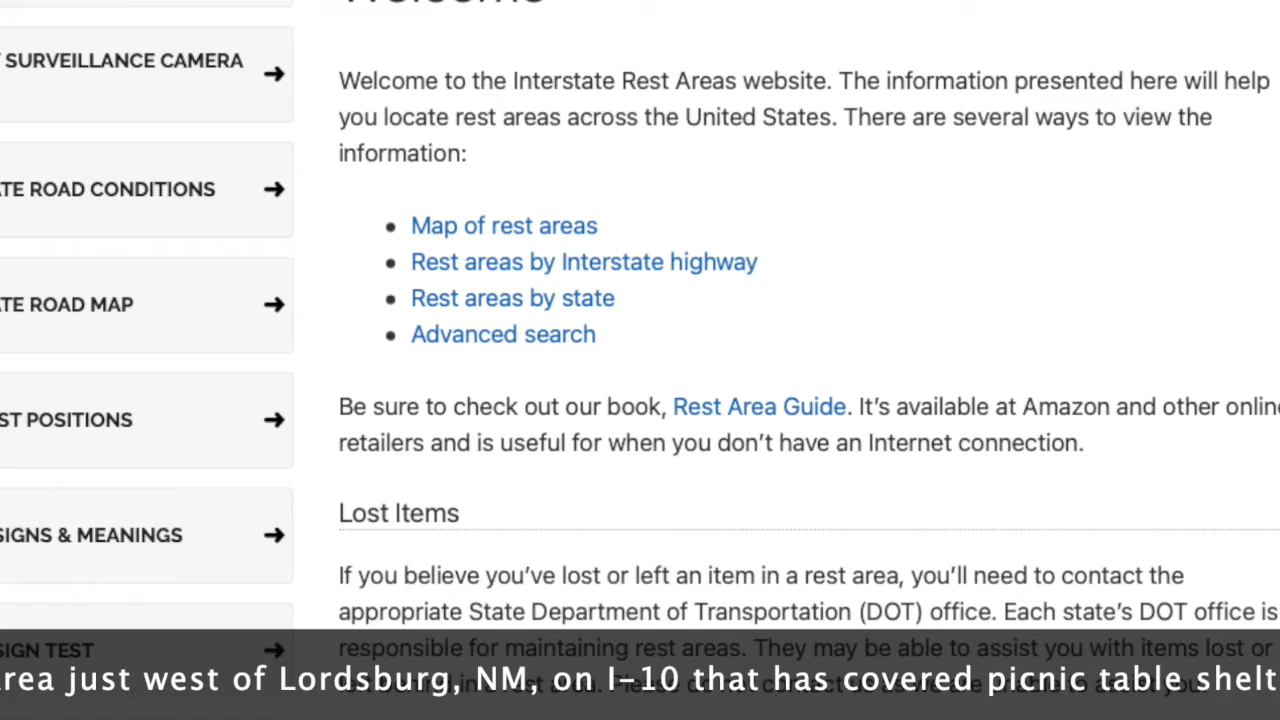 SURVEILLANCE CAMERA
ROAD CONDITIONS
ROAD MAP
POSITIONS
SIGNS & MEANINGS
SIGN TEST
Welcome
Welcome to the Interstate Rest Areas website. The information presented here will help
you locate rest areas across the United States. There are several ways to view the
information:
Map of rest areas
Rest areas by Interstate highway
Rest areas by state
Advanced search
Be sure to check out our book, Rest Area Guide. It's available at Amazon and other onlin
retailers and is useful for when you don't have an Internet connection.
Lost Items
If you believe you've lost or left an item in a rest area, you'll need to contact the
appropriate State Department of Transportation (DOT) office. Each state's DOT office is
responsible for maintaining rest areas. They may be able to assist you with items lost or
rea just west of Lordsburg, NM, on I-10 that has covered picnic table shelt